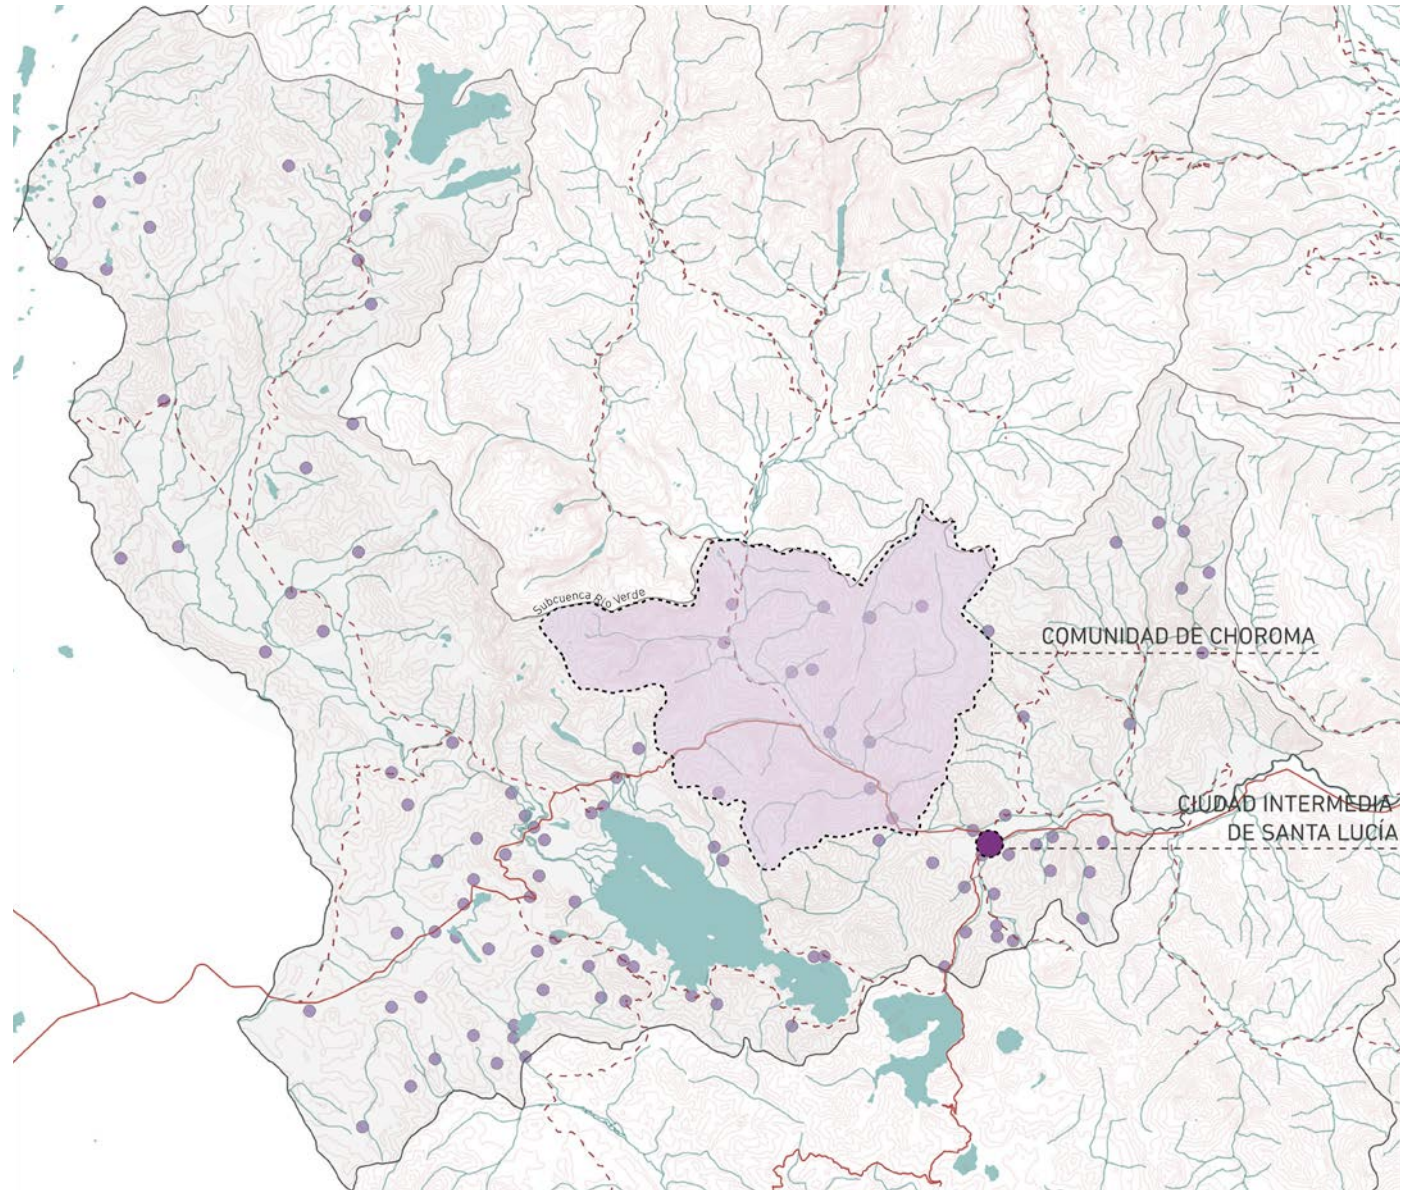 Subcuenca Río Verde
COMUNIDAD DE CHOROMA
CIUDAD INTERMEDIA
DE SANTA LUCÍA